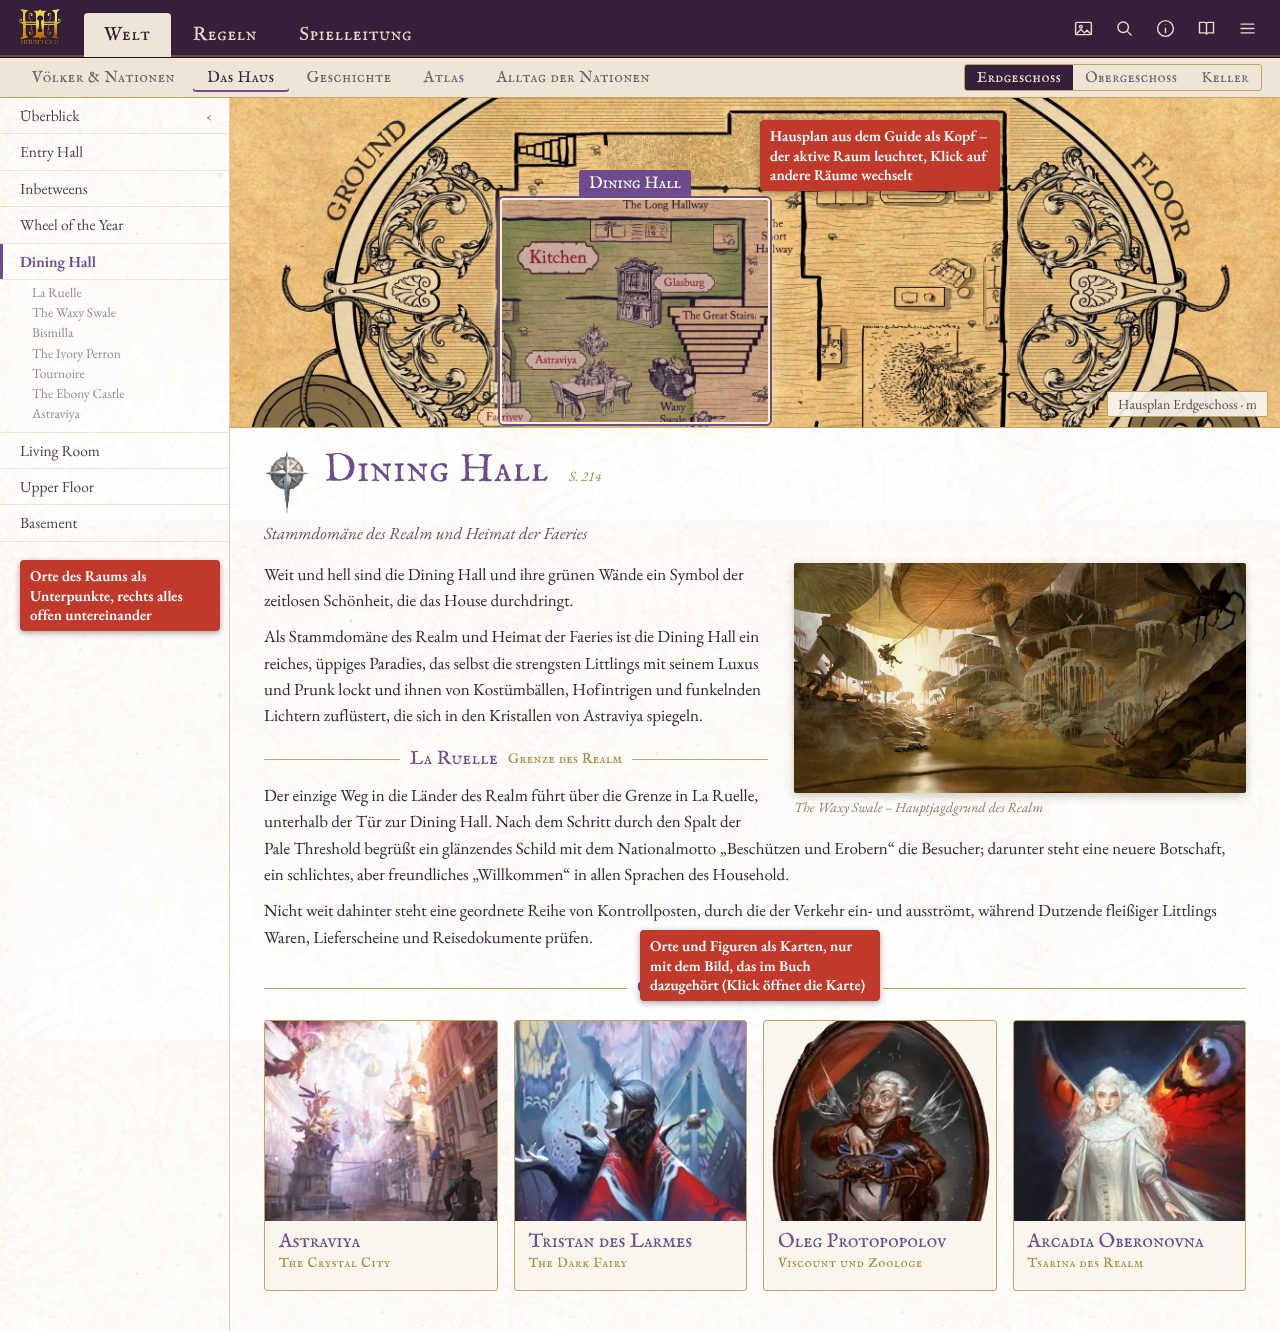 HOUSEHOLD
Welt
Regeln
Spielleitung
Völker & Nationen
Das Haus
Geschichte
Atlas
Alltag der Nationen
Erdgeschoss
Obergeschoss
Keller
Überblick
Entry Hall
Inbetweens
Wheel of the Year
Dining Hall
La Ruelle
The Waxy Swale
Bismilla
The Ivory Perron
Tournoire
The Ebony Castle
Astraviya
Living Room
Upper Floor
Basement
Orte des Raums als
Unterpunkte, rechts alles
offen untereinander
GROUND
FLOOR
Hausplan aus dem Guide als Kopf –
der aktive Raum leuchtet, Klick auf
andere Räume wechselt
Dining Hall
The Long Hallway
The
Short
Hallway
Kitchen
Glasburg
The Great Stairs:
Astraviya
Waxy
Hausplan Erdgeschoss · m
Dining Hall
S. 214
Stammdomäne des Realm und Heimat der Faeries
Weit und hell sind die Dining Hall und ihre grünen Wände ein Symbol der
zeitlosen Schönheit, die das House durchdringt.
Als Stammdomäne des Realm und Heimat der Faeries ist die Dining Hall ein
reiches, üppiges Paradies, das selbst die strengsten Littlings mit seinem Luxus
und Prunk lockt und ihnen von Kostümbällen, Hofintrigen und funkelnden
Lichtern zuflüstert, die sich in den Kristallen von Astraviya spiegeln.
The Waxy Swale – Hauptjagdgrund des Realm
La Ruelle Grenze des Realm
Der einzige Weg in die Länder des Realm führt über die Grenze in La Ruelle,
unterhalb der Tür zur Dining Hall. Nach dem Schritt durch den Spalt der
Pale Threshold begrüßt ein glänzendes Schild mit dem Nationalmotto „Beschützen und Erobern“ die Besucher; darunter steht eine neuere Botschaft,
ein schlichtes, aber freundliches „Willkommen“ in allen Sprachen des Household.
Nicht weit dahinter steht eine geordnete Reihe von Kontrollposten, durch die der Verkehr ein- und ausströmt, während Dutzende fleißiger Littlings
Waren, Lieferscheine und Reisedokumente prüfen.
Orte und Figuren als Karten, nur
mit dem Bild, das im Buch
dazugehört (Klick öffnet die Karte)
Astraviya
The Crystal City
Tristan des Larmes
The Dark Fairy
Oleg Protopopolov
Viscount und Zoologe
Arcadia Oberonovna
Tsarina des Realm